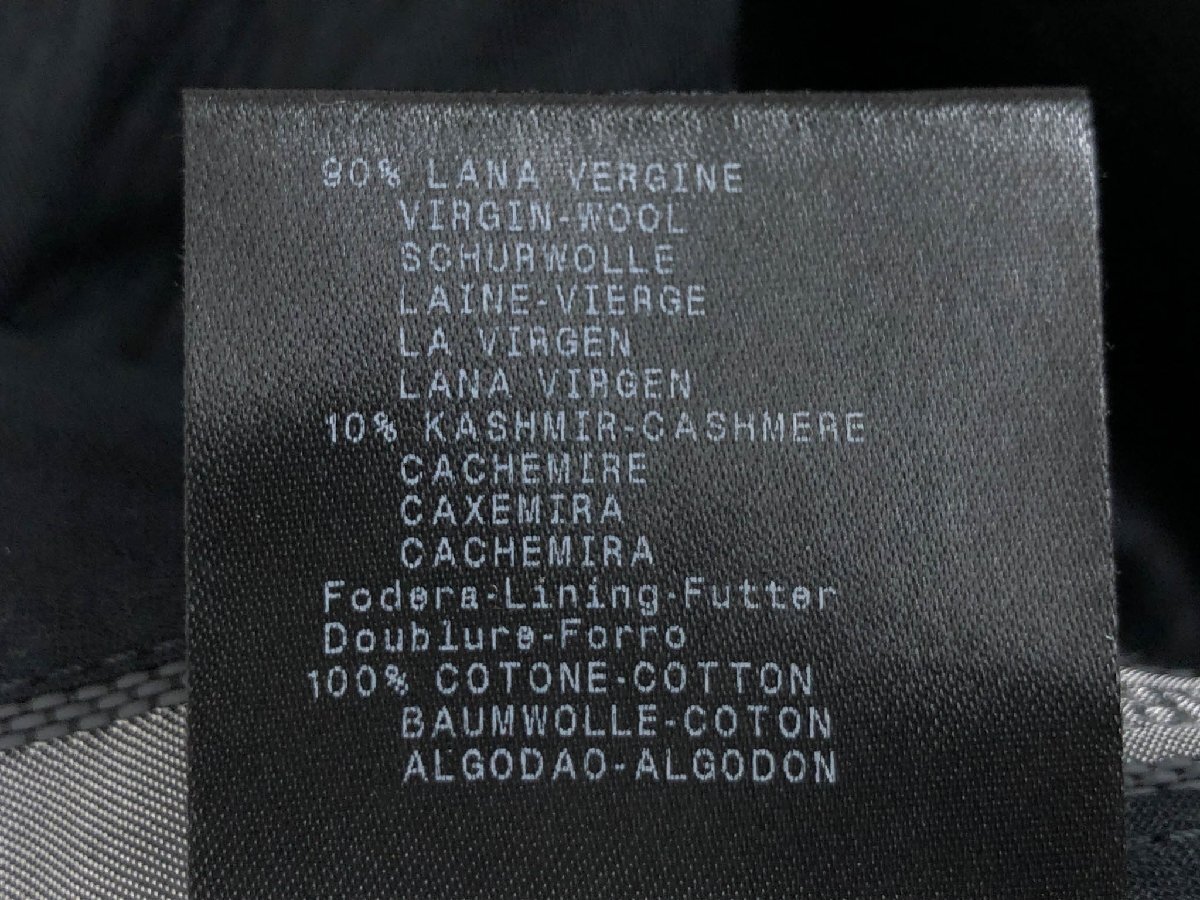 90% LANA VERGINE
VIRGIN-WOOL
SCHURWOLLE
LAINE-VIERGE
LA VIRGEN
LANA VIRGEN
10% KASHMIR-CASHMERE
CACHEMIRE
CAXEMIRA
CACHEMIRA
Fodera-Lining-Futter
Doublure-Forro
100% COTONE-COTTON
BAUMWOLLE-COTON
ALGODAO-ALGODON